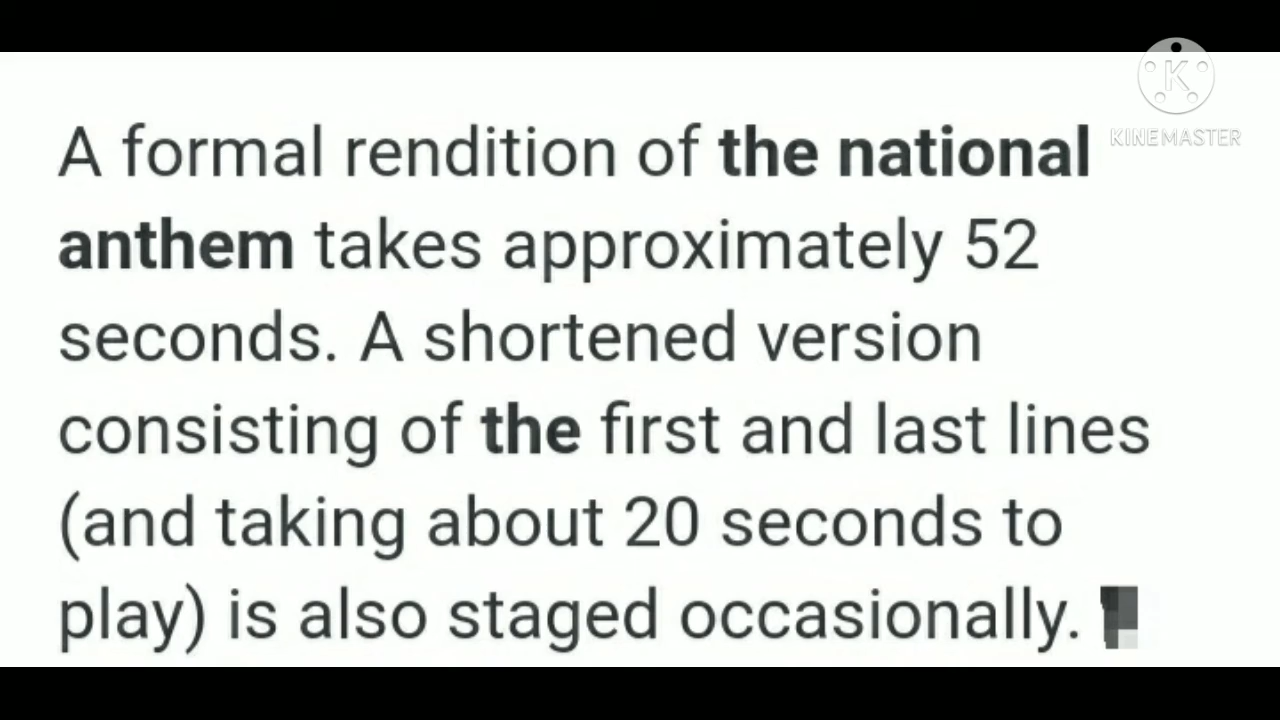 KINEMASTER
A formal rendition of the national
anthem takes approximately 52
seconds. A shortened version
consisting of the first and last lines
(and taking about 20 seconds to
play) is also staged occasionally.